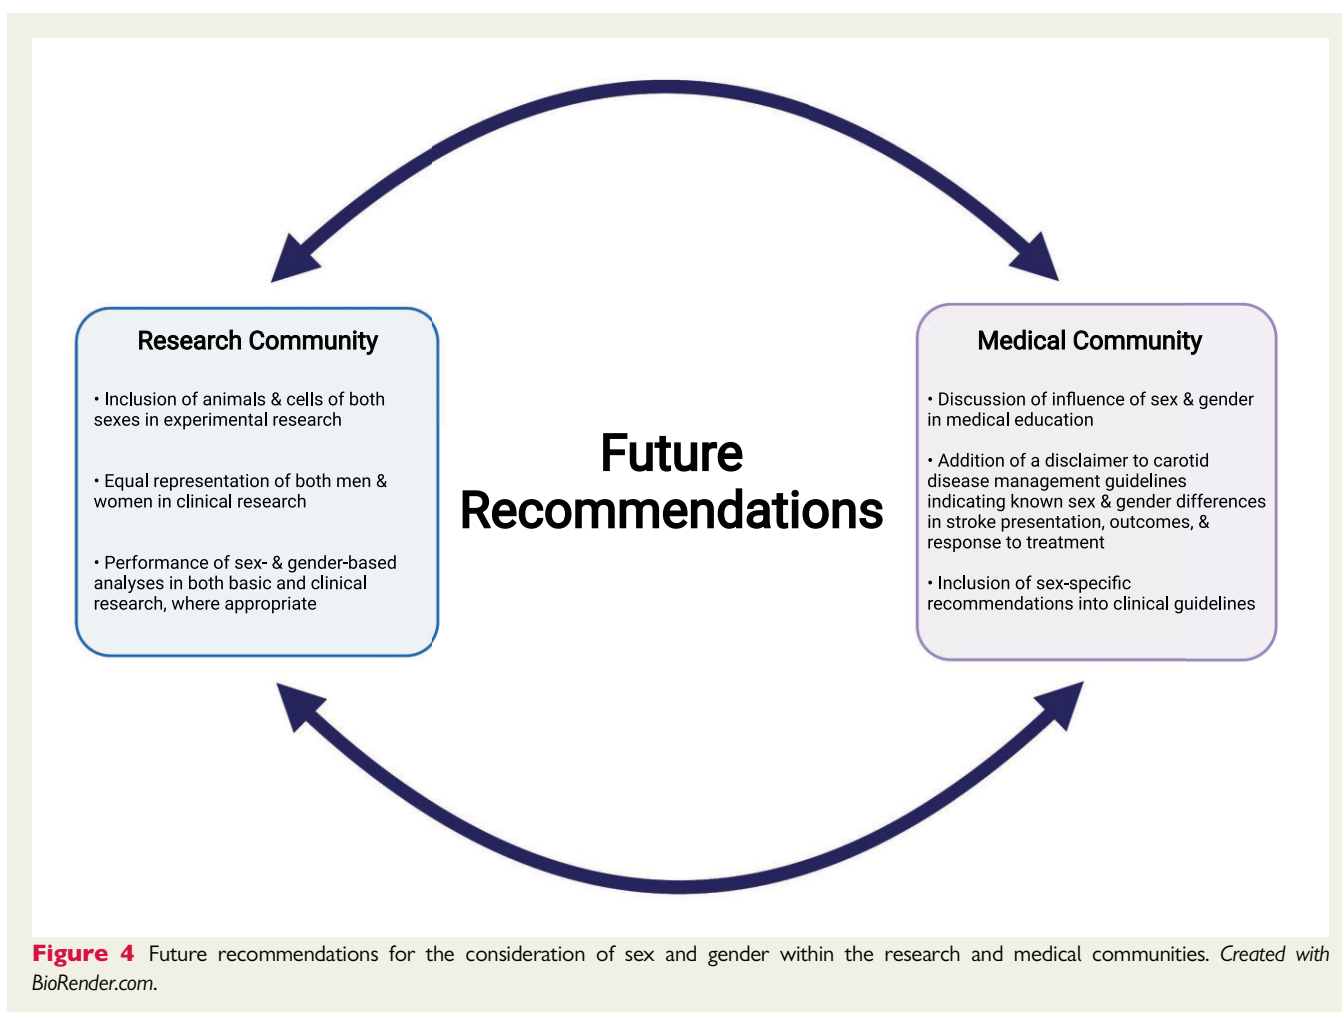 Research Community
• Inclusion of animals & cells of both
sexes in experimental research
• Equal representation of both men &
women in clinical research
• Performance of sex- & gender-based
analyses in both basic and clinical
research, where appropriate
Future
Recommendations
Medical Community
• Discussion of influence of sex & gender
in medical education
• Addition of a disclaimer to carotid
disease management guidelines
indicating known sex & gender differences
in stroke presentation, outcomes, &
response to treatment
• Inclusion of sex-specific
recommendations into clinical guidelines
Figure 4 Future recommendations for the consideration of sex and gender within the research and medical communities. Created with
BioRender.com.